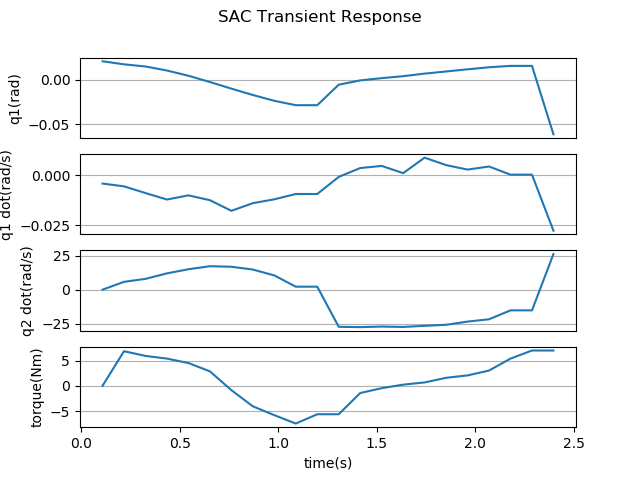 SAC Transient Response
q1(rad)
0.00
−0.05
q1 dot(rad/s)
0.000
−0.025
q2 dot(rad/s)
25
0
−25
torque(Nm)
5
0
−5
0.0 0.5 1.0 1.5 2.0 2.5
time(s)